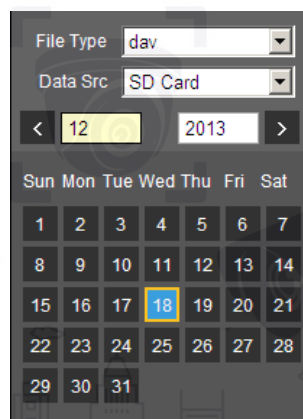 File Type dav
Data Src SD Card
< 12 2013 >
Sun Mon Tue Wed Thu Fri Sat
1 2 3 4 5 6 7
8 9 10 11 12 13 14
15 16 17 18 19 20 21
22 23 24 25 26 27 28
29 30 31